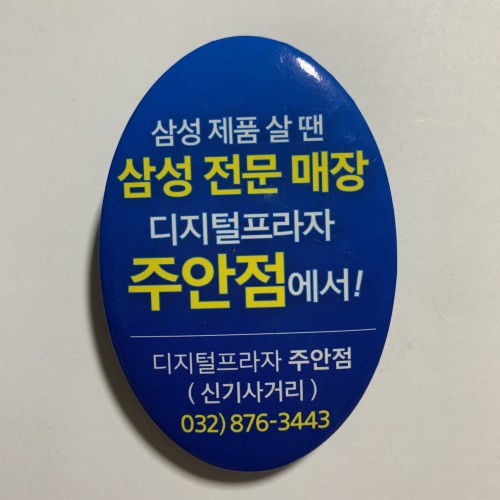 삼성 제품 살 땐
삼성 전문 매장
디지털프라자
주안점에서!
디지털프라자 주안점
( 신기사거리 )
032) 876-3443